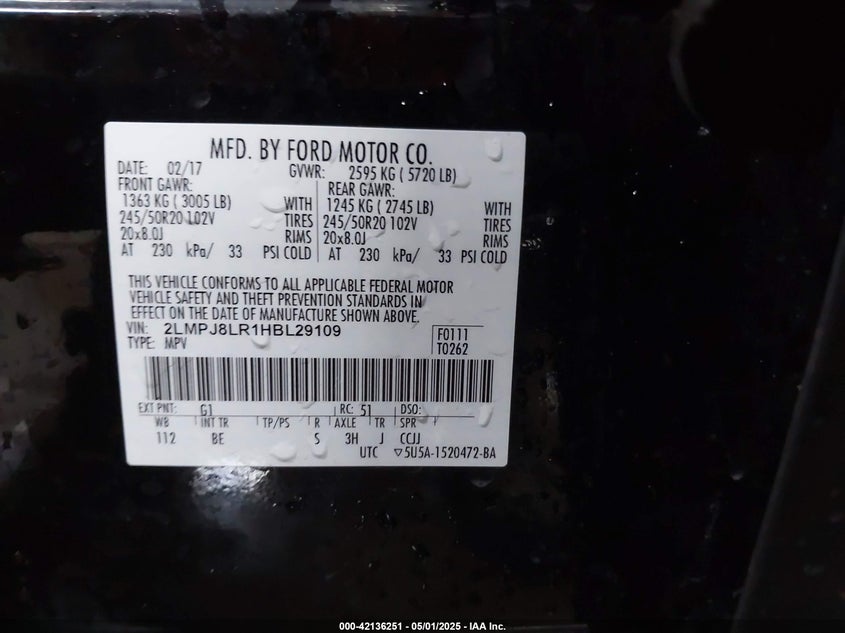 MFD. BY FORD MOTOR CO.
DATE: 02/17 GVWR: 2595 KG ( 5720 LB)
FRONT GAWR: REAR GAWR:
1363 KG ( 3005 LB) WITH 1245 KG ( 2745 LB) WITH
245/50R20 102V TIRES 245/50R20 102V TIRES
20x8.0J RIMS 20x8.0J RIMS
AT 230 kPa/ 33 PSI COLD AT 230 kPa/ 33 PSI COLD
THIS VEHICLE CONFORMS TO ALL APPLICABLE FEDERAL MOTOR
VEHICLE SAFETY AND THEFT PREVENTION STANDARDS IN
EFFECT ON THE DATE OF MANUFACTURE SHOWN ABOVE.
VIN: 2LMPJ8LR1HBL29109 F0111
TYPE: MPV T0262
EXT PNT: G1 RC: 51 DSO:
WB INT TR TP/PS R AXLE TR SPR
112 BE S 3H J CCJJ
UTC ▽5U5A-1520472-BA
000-42136251 - 05/01/2025 - IAA Inc.